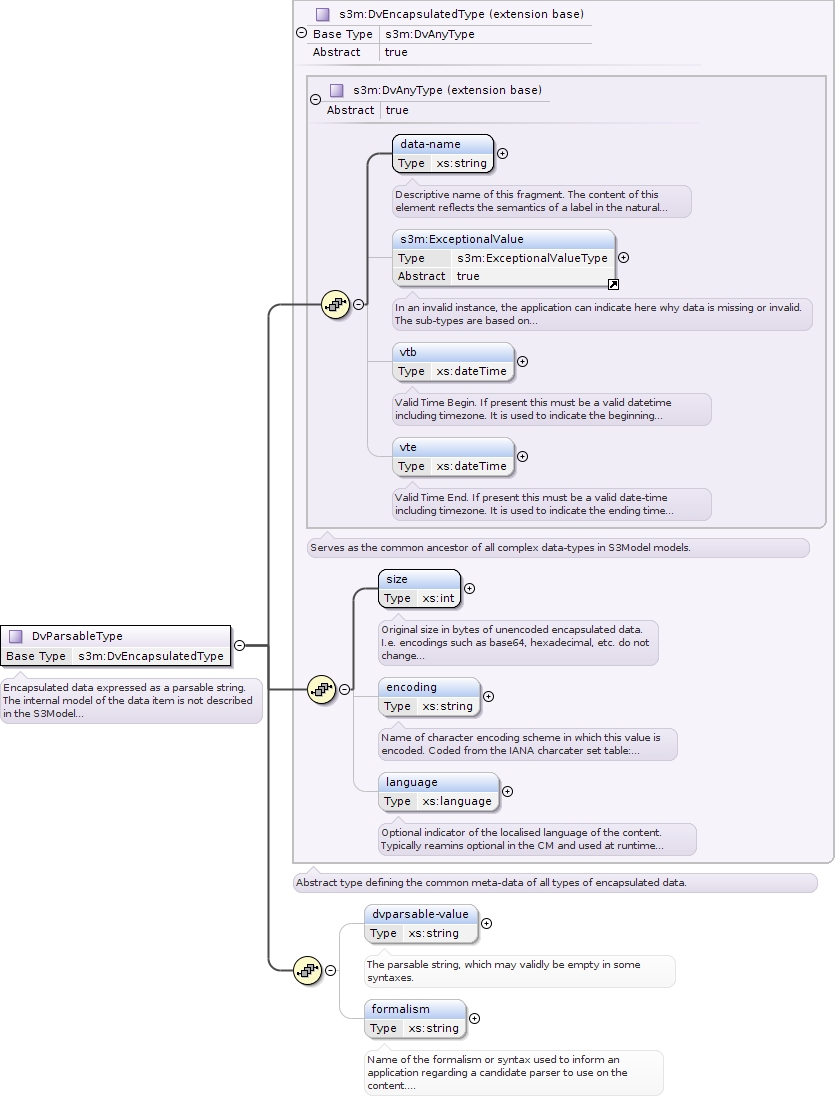 s3m:DvEncapsulatedType (extension base)
Base Type s3m:DvAnyType
Abstract true
s3m:DvAnyType (extension base)
Abstract true
data-name
Type xs:string
Descriptive name of this fragment. The content of this
element reflects the semantics of a label in the natural...
s3m:ExceptionalValue
Type s3m:ExceptionalValueType
Abstract true
In an invalid instance, the application can indicate here why data is missing or invalid.
The sub-types are based on...
vtb
Type xs:dateTime
Valid Time Begin. If present this must be a valid datetime
including timezone. It is used to indicate the beginning...
vte
Type xs:dateTime
Valid Time End. If present this must be a valid date-time
including timezone. It is used to indicate the ending time...
Serves as the common ancestor of all complex data-types in S3Model models.
size
Type xs:int
Original size in bytes of unencoded encapsulated data.
I.e. encodings such as base64, hexadecimal, etc. do not
change...
DvParsableType
Base Type s3m:DvEncapsulatedType
Encapsulated data expressed as a parsable string.
The internal model of the data item is not described
in the S3Model...
encoding
Type xs:string
Name of character encoding scheme in which this value is
encoded. Coded from the IANA charcater set table:...
language
Type xs:language
Optional indicator of the localised language of the content.
Typically reamins optional in the CM and used at runtime...
Abstract type defining the common meta-data of all types of encapsulated data.
dvparsable-value
Type xs:string
The parsable string, which may validly be empty in some
syntaxes.
formalism
Type xs:string
Name of the formalism or syntax used to inform an
application regarding a candidate parser to use on the
content....